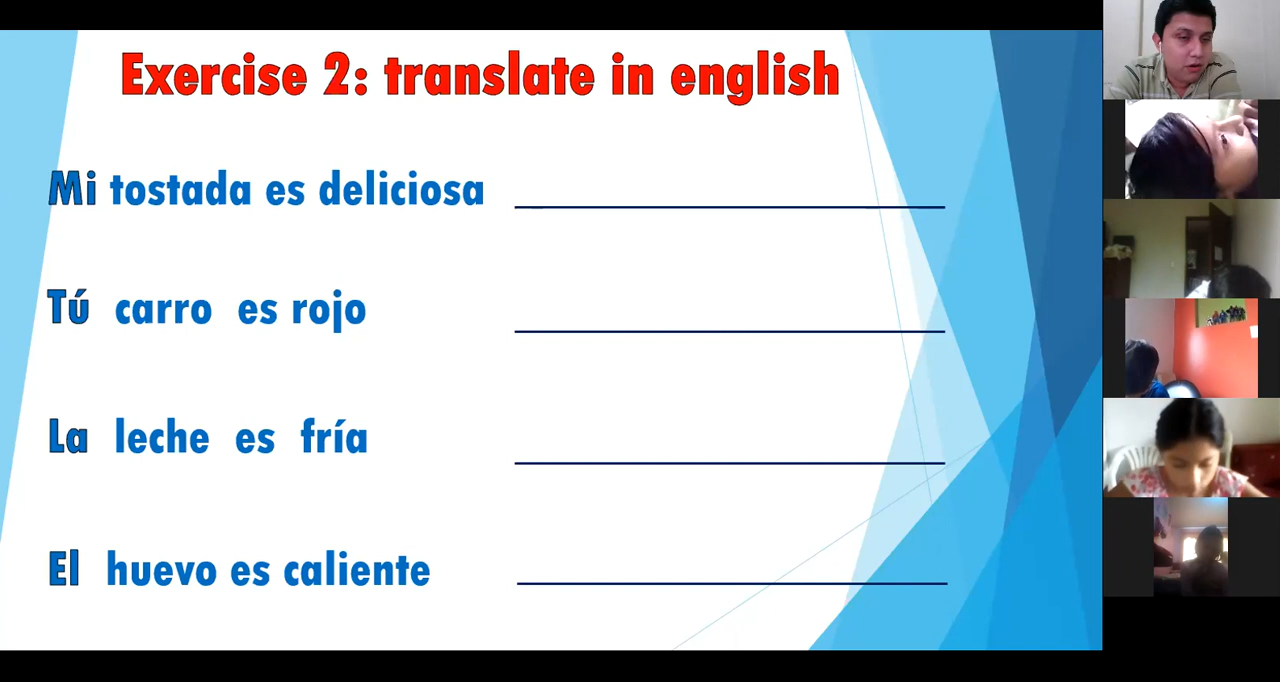 Exercise 2: translate in english
Mi tostada es deliciosa
Tú carro es rojo
La leche es fría
El huevo es caliente